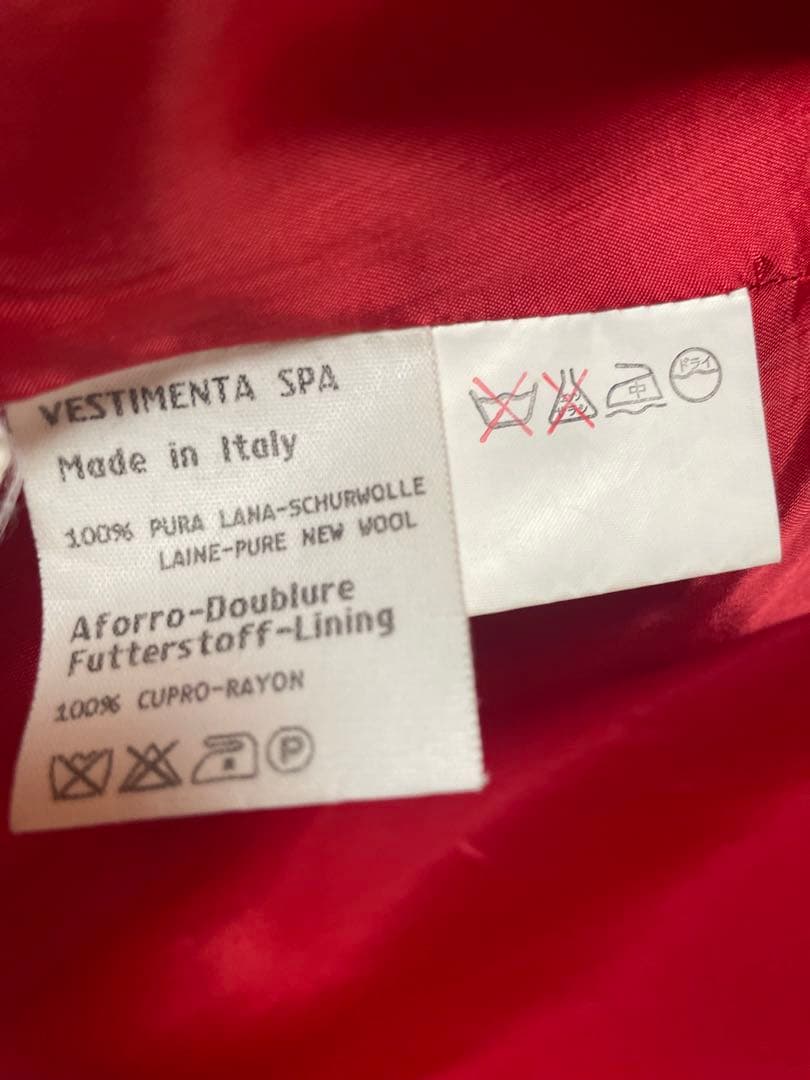 VESTIMENTA SPA
Made in Italy
100% PURA LANA-SCHURWOLLE
LAINE-PURE NEW WOOL
Aforro-Doublure
Futterstoff-Lining
100% CUPRO-RAYON
P
中
ドライ